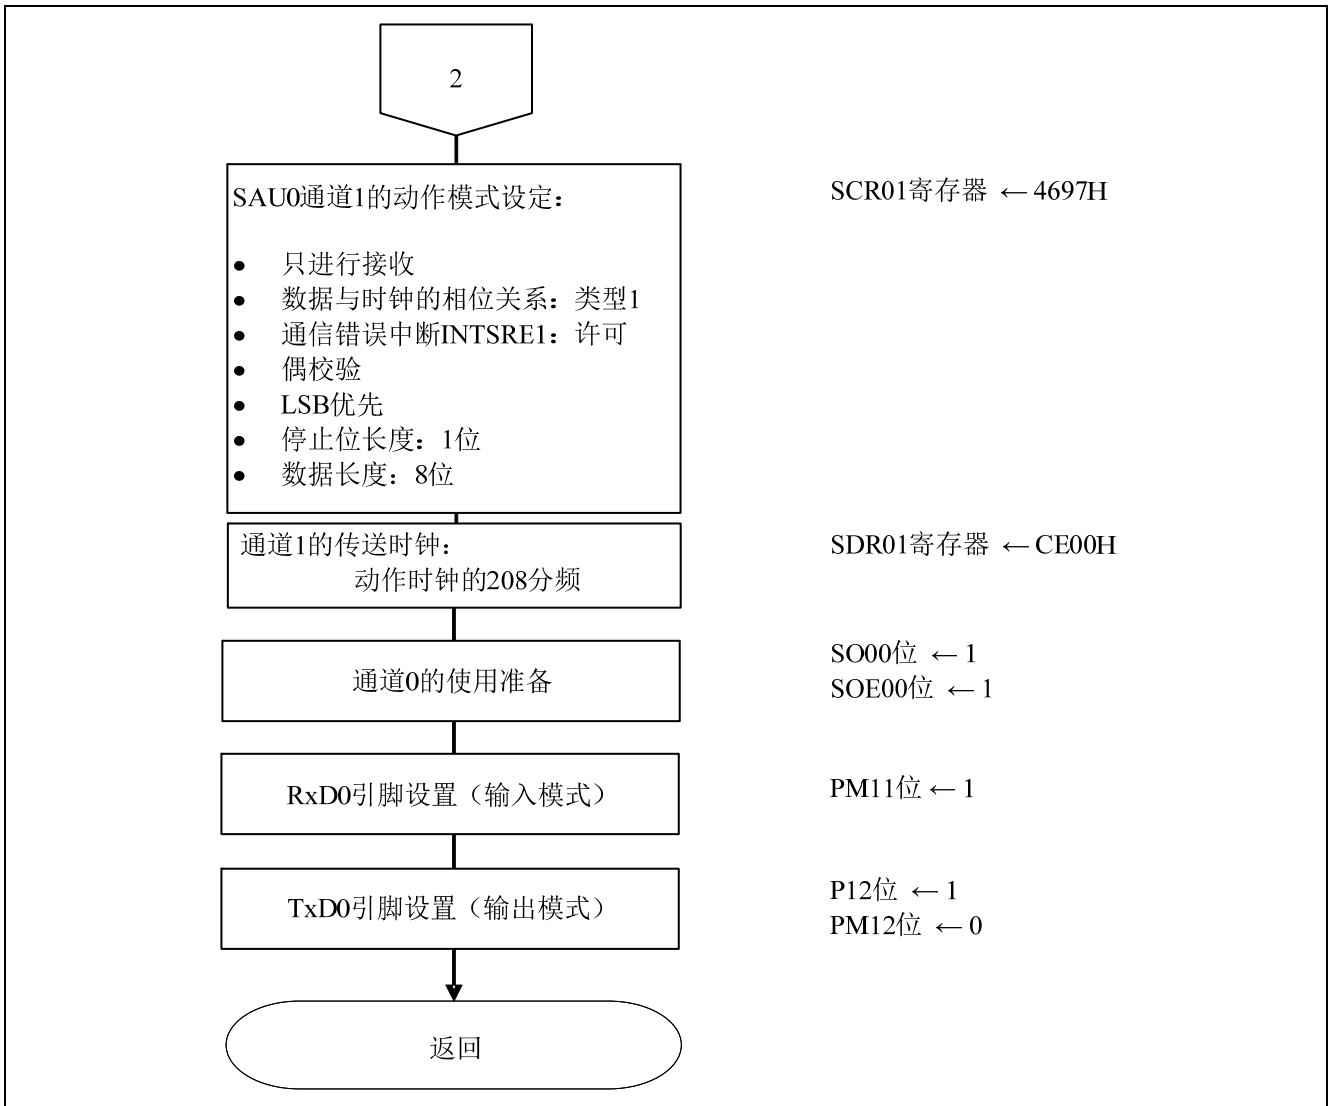 2
SAU0通道1的动作模式设定：
SCR01寄存器 ← 4697H
● 只进行接收
● 数据与时钟的相位关系：类型1
● 通信错误中断INTSRE1：许可
● 偶校验
● LSB优先
● 停止位长度：1位
● 数据长度：8位
通道1的传送时钟：
动作时钟的208分频
SDR01寄存器 ← CE00H
通道0的使用准备
SO00位 ← 1
SOE00位 ← 1
RxD0引脚设置（输入模式）
PM11位 ← 1
TxD0引脚设置（输出模式）
P12位 ← 1
PM12位 ← 0
返回